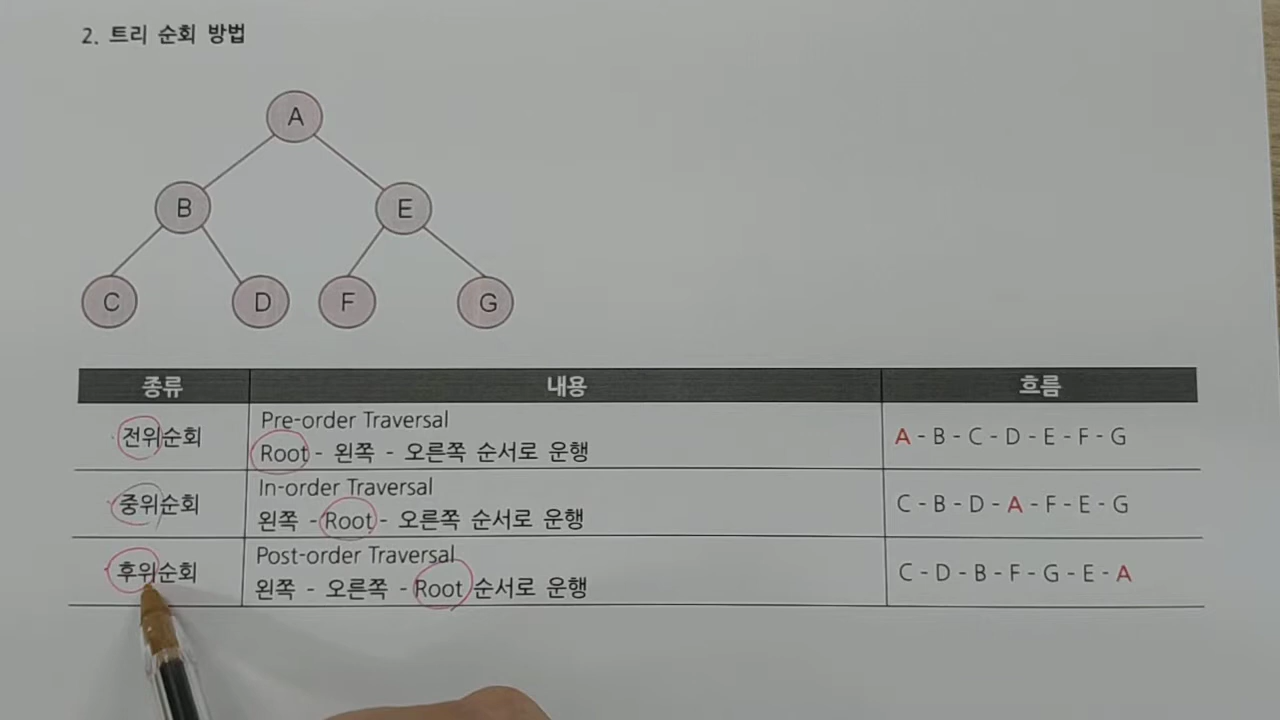 2. 트리 순회 방법
A
B
E
C
D
F
G
종류
내용
흐름
전위순회
Pre-order Traversal
Root - 왼쪽 - 오른쪽 순서로 운행
A - B - C - D - E - F - G
중위순회
In-order Traversal
왼쪽 - Root - 오른쪽 순서로 운행
C - B - D - A - F - E - G
후위순회
Post-order Traversal
왼쪽 - 오른쪽 - Root 순서로 운행
C - D - B - F - G - E - A